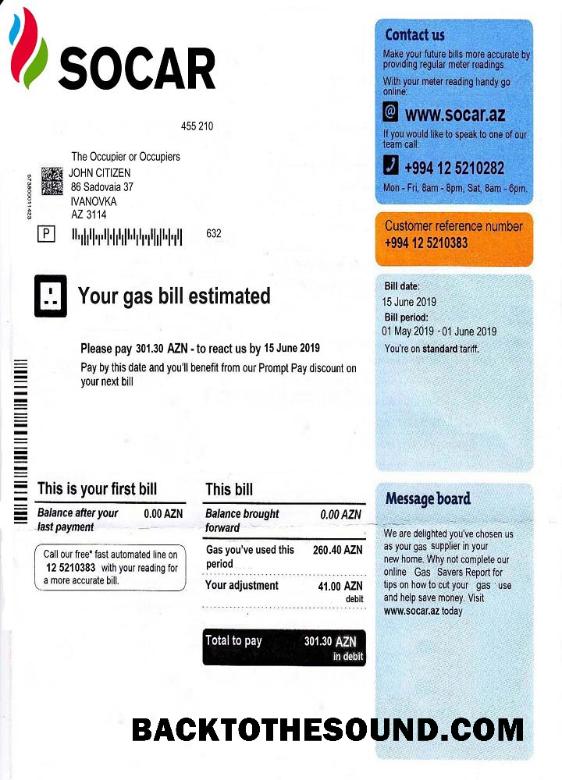 SOCAR
455 210
The Occupier or Occupiers
JOHN CITIZEN
86 Sadovaia 37
IVANOVKA
AZ 3114
P
632
Your gas bill estimated
Please pay 301.30 AZN - to react us by 15 June 2019
Pay by this date and you'll benefit from our Prompt Pay discount on
your next bill
This is your first bill
Balance after your 0.00 AZN
last payment
Call our free* fast automated line on
12 5210383 with your reading for
a more accurate bill.
This bill
Balance brought 0.00 AZN
forward
Gas you've used this 260.40 AZN
period
Your adjustment 41.00 AZN
debit
Total to pay 301.30 AZN
in debit
Contact us
Make your future bills more accurate by
providing regular meter readings.
With your meter reading handy go
online:
@ www.socar.az
If you would like to speak to one of our
team call:
+994 12 5210282
Mon - Fri, 8am - 8pm, Sat, 8am - 6pm.
Customer reference number
+994 12 5210383
Bill date:
15 June 2019
Bill period:
01 May 2019 - 01 June 2019
You're on standard tariff.
Message board
We are delighted you've chosen us
as your gas supplier in your
new home. Why not complete our
online Gas Savers Report for
tips on how to cut your gas use
and help save money. Visit
www.socar.az today
BACKTOTHESOUND.COM